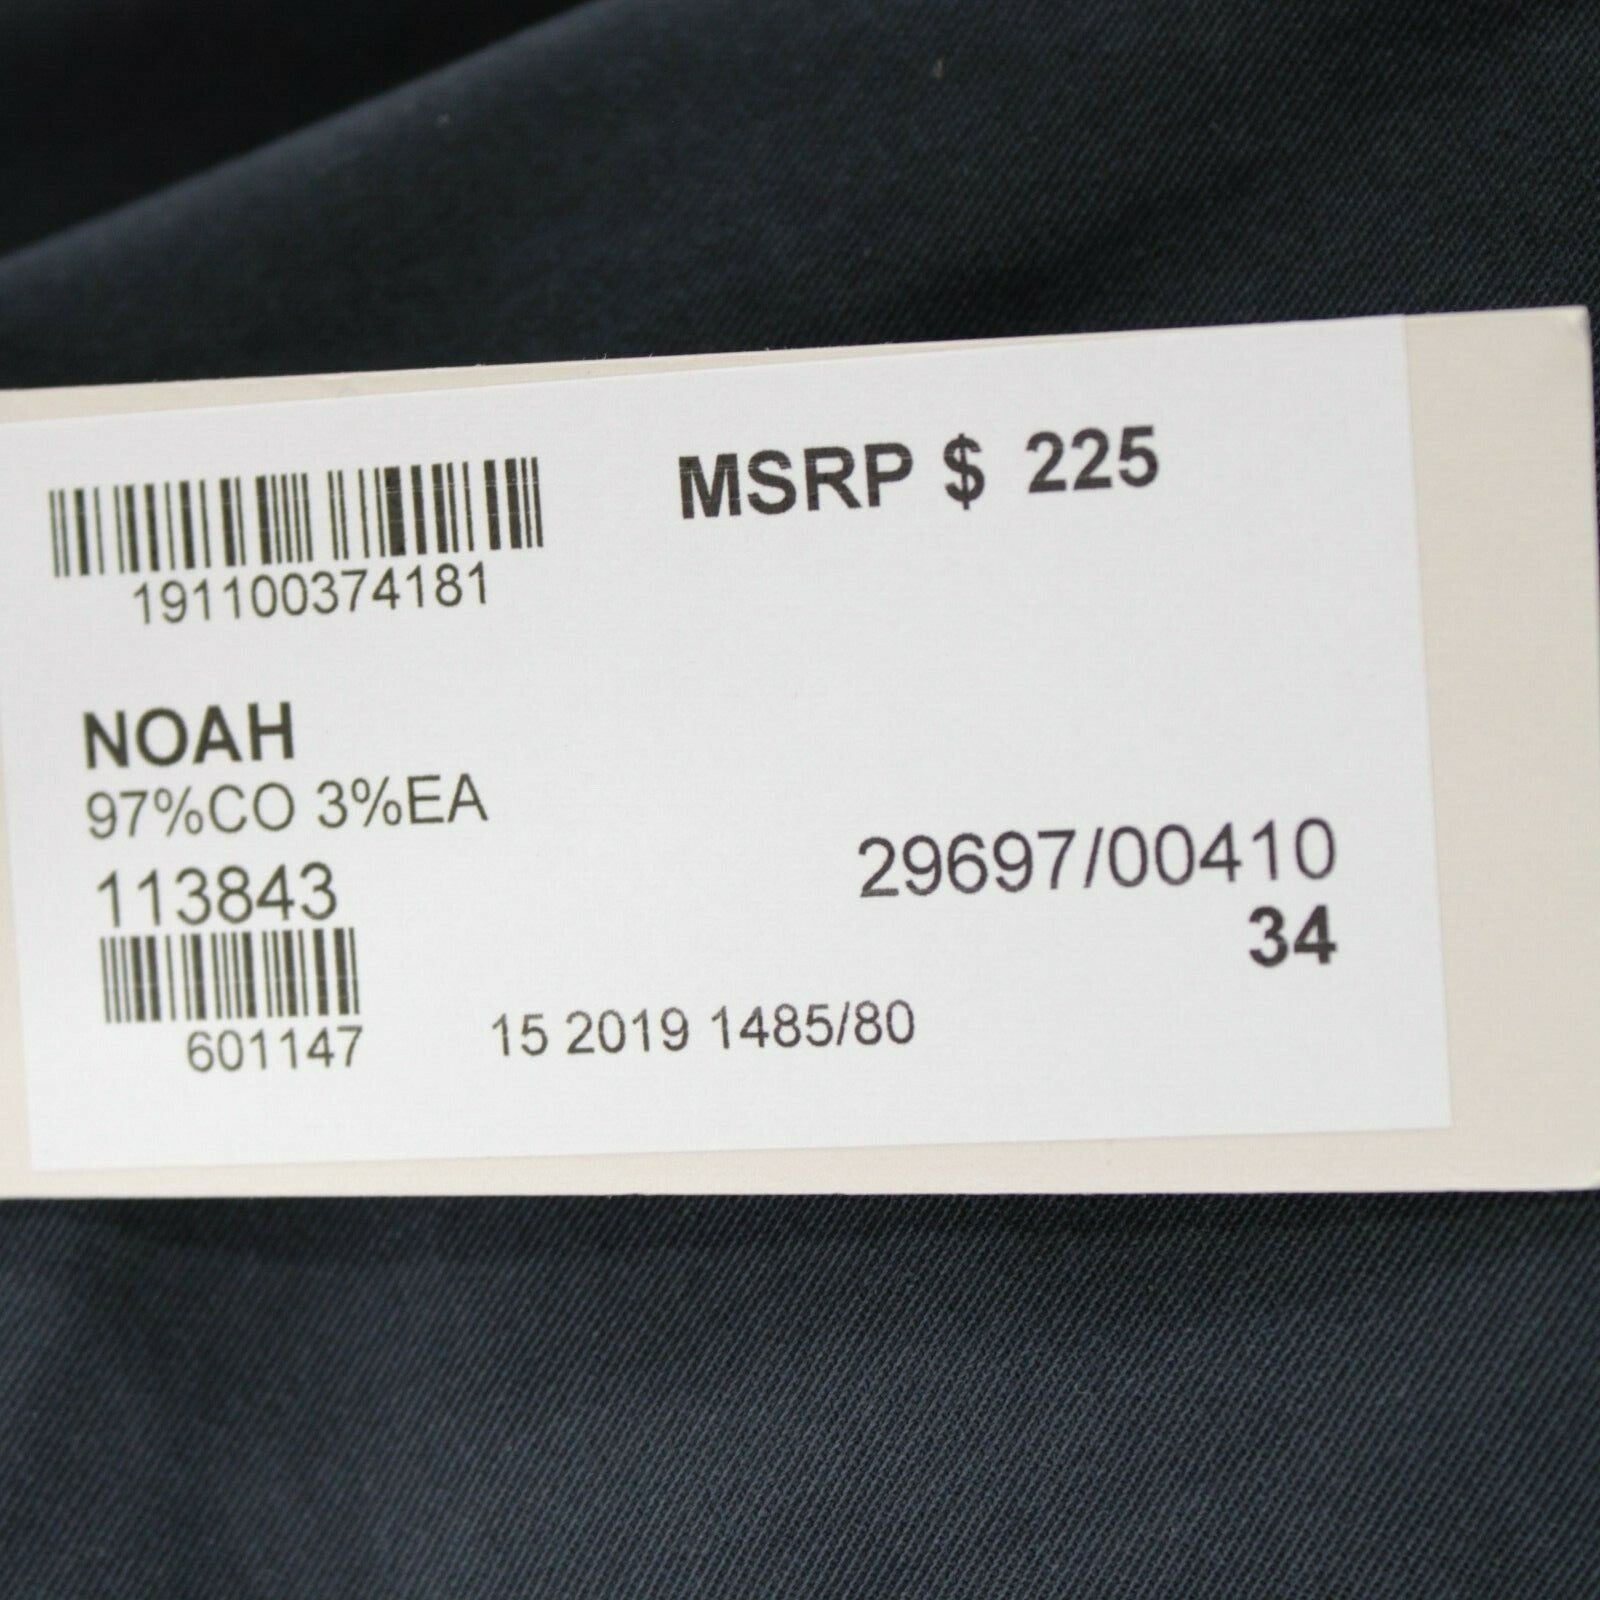 MSRP $ 225
191100374181
NOAH
97%CO 3%EA
113843
29697/00410
34
601147
15 2019 1485/80